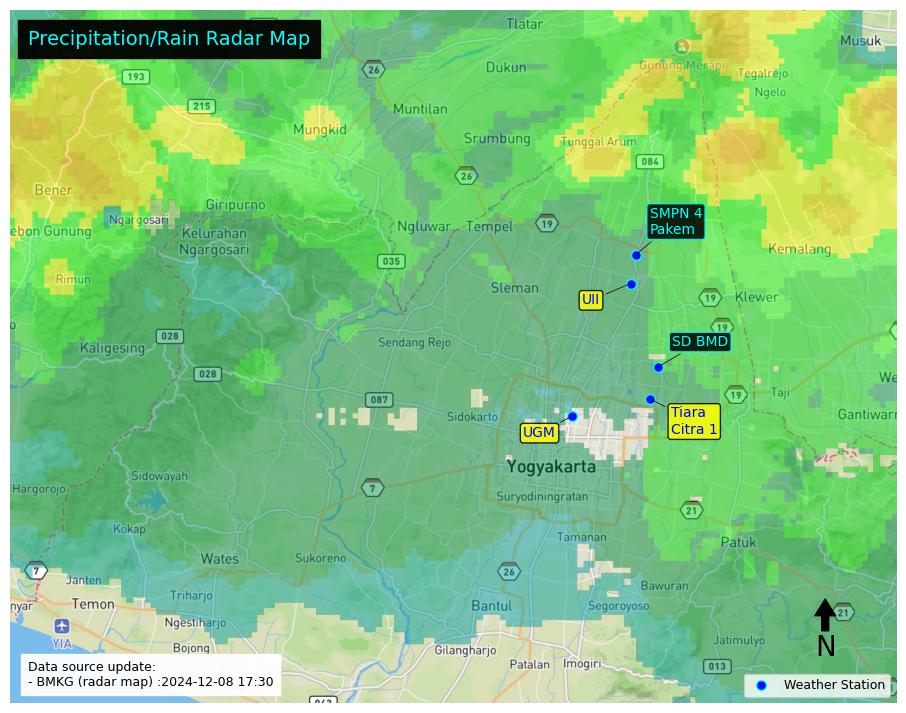 Precipitation/Rain Radar Map
Tlatar
Musuk
Gunung Merapi
26
Dukun
Tegalrejo
193
Ngelo
215
Muntilan
Mungkid
Srumbung
Tunggal Arum
084
26
Bener
Giripurno
Ngargosari
SMPN 4
Pakem
Ngluwar
Tempel
19
ebon Gunung
Kelurahan
Ngargosari
Kemalang
035
Rimun
Sleman
UII
19
Klewer
19
028
Sendang Rejo
SD BMD
Kaligesing
028
We
Taji
19
087
Sidokarto
Tiara
Citra 1
Gantiwarn
UGM
Yogyakarta
Sidowayah
Hargorojo
7
Suryodiningratan
21
Kokap
Tamanan
Patuk
Wates
Sukoreno
7
26
Janten
Bawuran
Triharjo
nyar
Temon
Bantul
Segoroyoso
21
Ngestiharjo
YIA
N
Jatimulyo
Bojong
Gilangharjo
Patalan
Imogiri
013
Data source update:
- BMKG (radar map) :2024-12-08 17:30
Weather Station